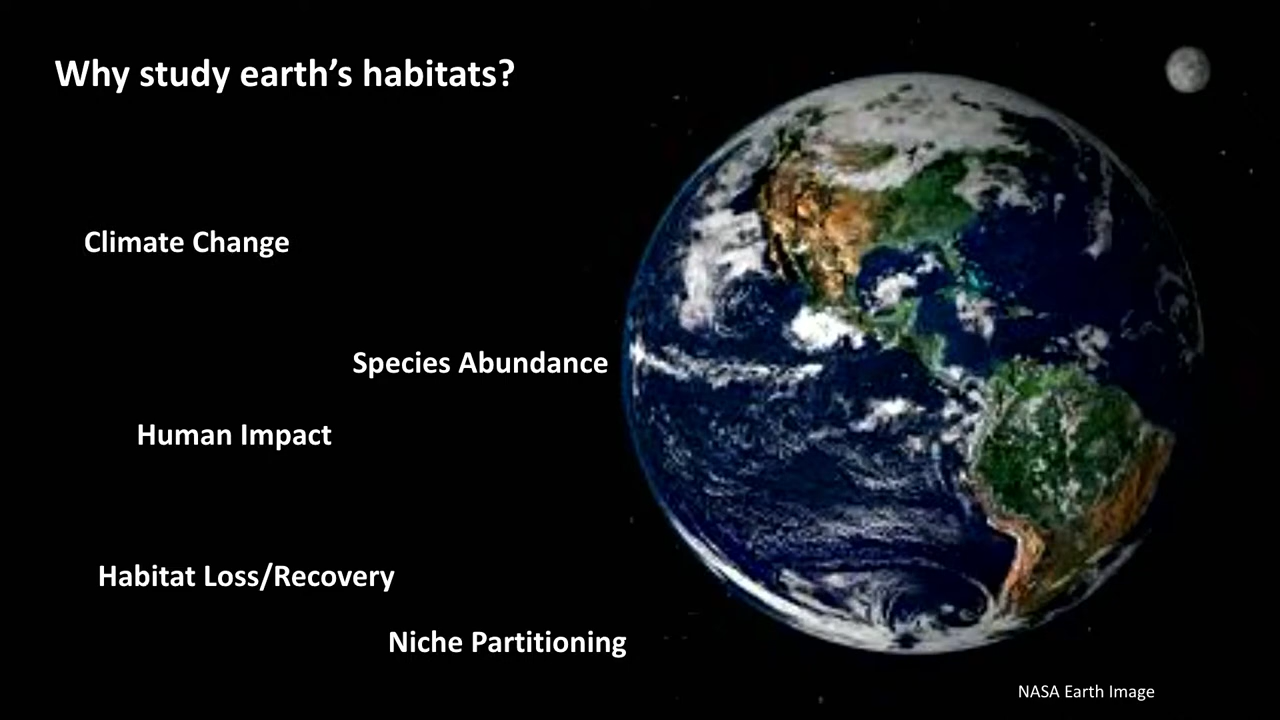 Why study earth’s habitats?
Climate Change
Species Abundance
Human Impact
Habitat Loss/Recovery
Niche Partitioning
NASA Earth Image